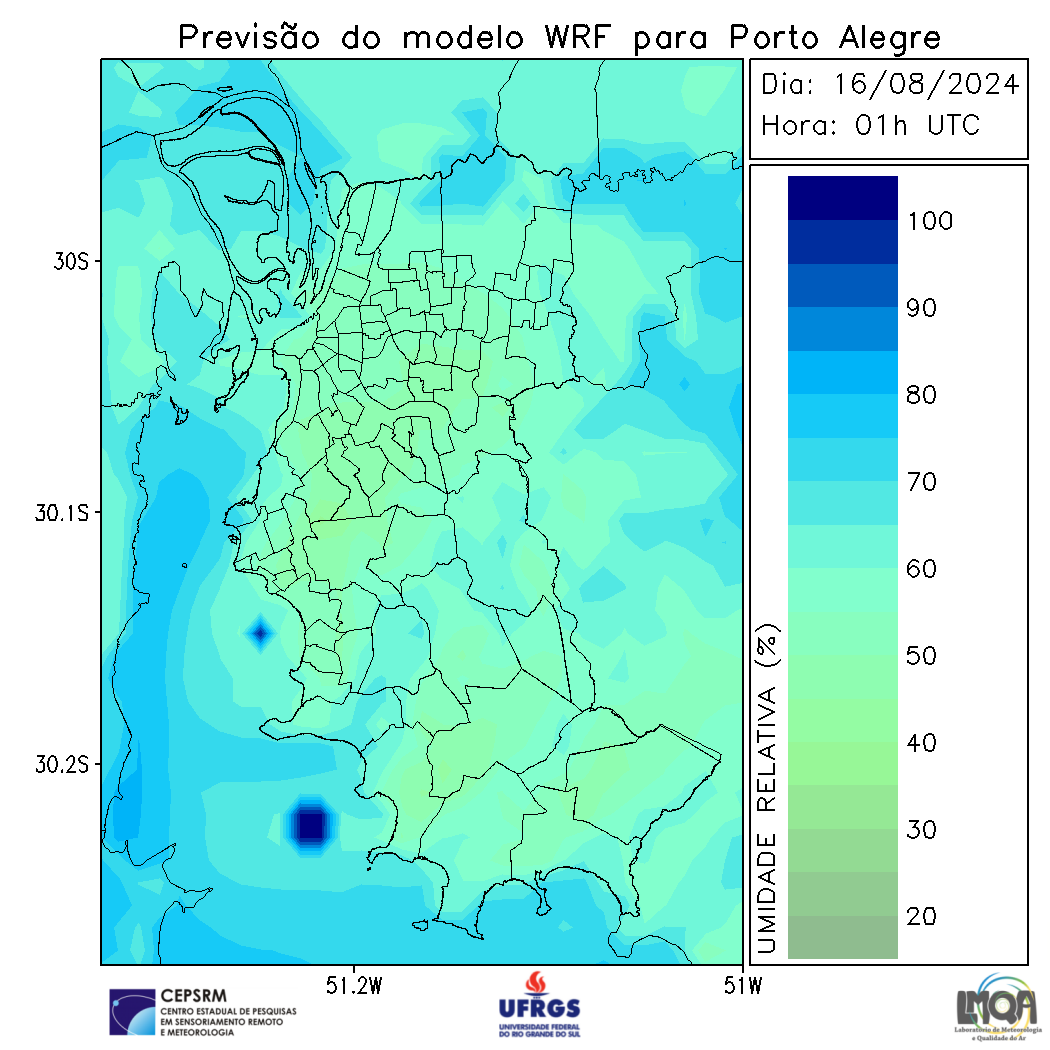 Previsão do modelo WRF para Porto Alegre
Dia: 16/08/2024
Hora: 01h UTC
100
90
80
70
60
50
40
30
20
UMIDADE RELATIVA (%)
30S
30.1S
30.2S
51.2W
51W
CEPSRM
CENTRO ESTADUAL DE PESQUISAS
EM SENSORIAMENTO REMOTO
E METEOROLOGIA
UFRGS
UNIVERSIDADE FEDERAL
DO RIO GRANDE DO SUL
LMQA
Laboratório de Meteorologia
e Qualidade do Ar